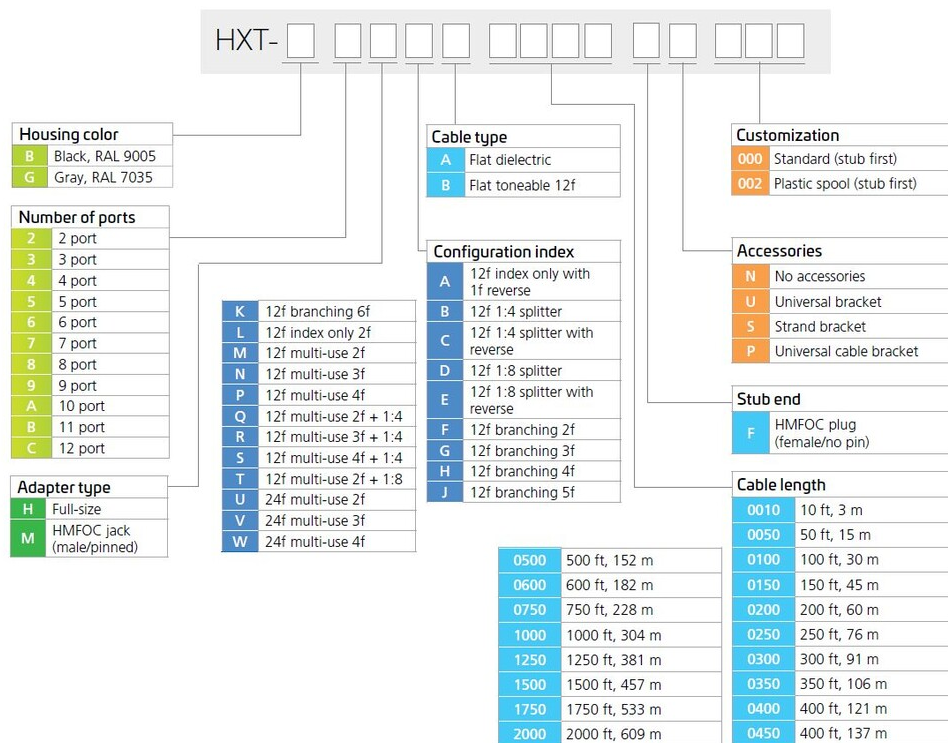 HXT-
Housing color
B Black, RAL 9005
G Gray, RAL 7035
Number of ports
2 2 port
3 3 port
4 4 port
5 5 port
6 6 port
7 7 port
8 8 port
9 9 port
A 10 port
B 11 port
C 12 port
Adapter type
H Full-size
M HMFOC jack
(male/pinned)
K 12f branching 6f
L 12f index only 2f
M 12f multi-use 2f
N 12f multi-use 3f
P 12f multi-use 4f
Q 12f multi-use 2f + 1:4
R 12f multi-use 3f + 1:4
S 12f multi-use 4f + 1:4
T 12f multi-use 2f + 1:8
U 24f multi-use 2f
V 24f multi-use 3f
W 24f multi-use 4f
Cable type
A Flat dielectric
B Flat toneable 12f
Configuration index
A 12f index only with
1f reverse
B 12f 1:4 splitter
C 12f 1:4 splitter with
reverse
D 12f 1:8 splitter
E 12f 1:8 splitter with
reverse
F 12f branching 2f
G 12f branching 3f
H 12f branching 4f
J 12f branching 5f
Customization
000 Standard (stub first)
002 Plastic spool (stub first)
Accessories
N No accessories
U Universal bracket
S Strand bracket
P Universal cable bracket
Stub end
F HMFOC plug
(female/no pin)
Cable length
0010 10 ft, 3 m
0050 50 ft, 15 m
0100 100 ft, 30 m
0150 150 ft, 45 m
0200 200 ft, 60 m
0250 250 ft, 76 m
0300 300 ft, 91 m
0350 350 ft, 106 m
0400 400 ft, 121 m
0450 400 ft, 137 m
0500 500 ft, 152 m
0600 600 ft, 182 m
0750 750 ft, 228 m
1000 1000 ft, 304 m
1250 1250 ft, 381 m
1500 1500 ft, 457 m
1750 1750 ft, 533 m
2000 2000 ft, 609 m